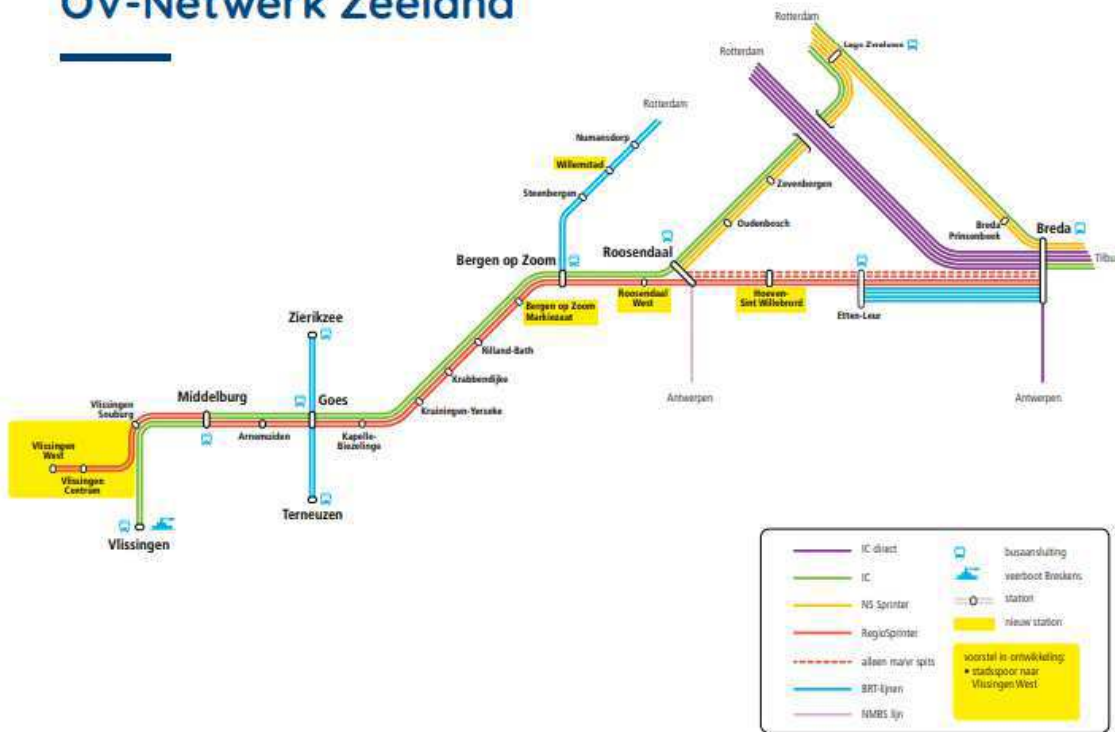 OV-Netwerk Zeeland
Rotterdam
Lage Zwaluwe
Rotterdam
Rotterdam
Numansdorp
Willemstad
Steenbergen
Zevenbergen
Oudenbosch
Breda
Prinsenbeek
Breda
Tilbu
Bergen op Zoom
Roosendaal
Roosendaal
West
Hoeven-
Sint Willebrord
Etten-Leur
Bergen op Zoom
Markiezaat
Zierikzee
Rilland-Bath
Krabbendijke
Kruiningen-Yerseke
Antwerpen
Antwerpen
Middelburg
Goes
Vlissingen
Souburg
Arnemuiden
Kapelle-
Biezelinge
Vlissingen
West
Vlissingen
Centrum
Terneuzen
Vlissingen
IC direct
IC
NS Sprinter
RegioSprinter
alleen ma/vr spits
BRT-lijnen
NMBS lijn
busaansluiting
veerboot Breskens
station
nieuw station
voorstel in ontwikkeling:
• stadsspoor naar
Vlissingen West